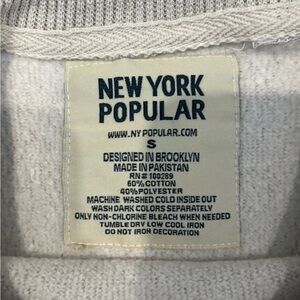 NEW YORK
POPULAR
WWW.NYPOPULAR.COM
S
DESIGNED IN BROOKLYN
MADE IN PAKISTAN
RN# 100289
60% COTTON
40% POLYESTER
MACHINE WASHED COLD INSIDE OUT
WASH DARK COLORS SEPARATELY
ONLY NON-CHLORINE BLEACH WHEN NEEDED
TUMBLE DRY LOW COOL IRON
DO NOT IRON DECORATION